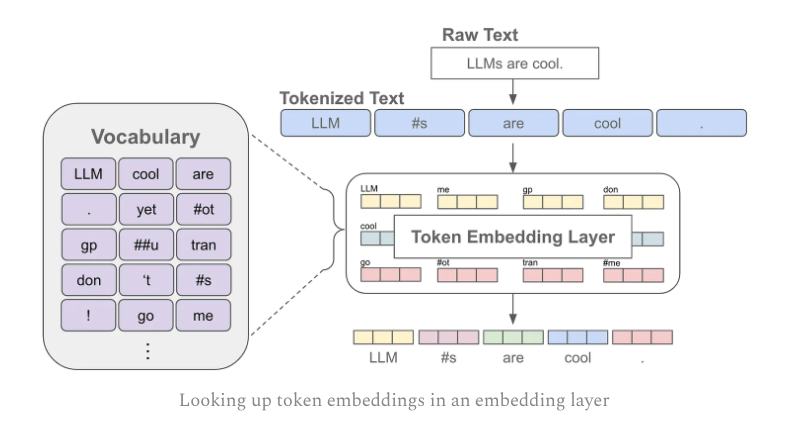 Raw Text
LLMs are cool.
Tokenized Text
LLM #s are cool .
Vocabulary
LLM cool are
. yet #ot
gp ##u tran
don ‘t #s
! go me
⋮
LLM me gp don
cool
Token Embedding Layer
go #ot tran #me
LLM #s are cool .
Looking up token embeddings in an embedding layer